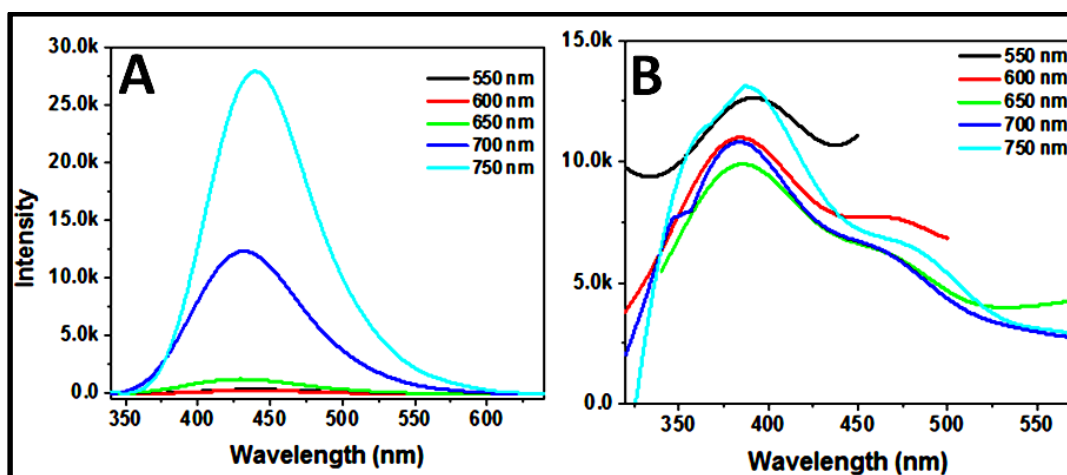 A
30.0k
25.0k
20.0k
15.0k
10.0k
5.0k
0.0
Intensity
550 nm
600 nm
650 nm
700 nm
750 nm
350 400 450 500 550 600
Wavelength (nm)
B
15.0k
10.0k
5.0k
0.0
550 nm
600 nm
650 nm
700 nm
750 nm
350 400 450 500 550
Wavelength (nm)